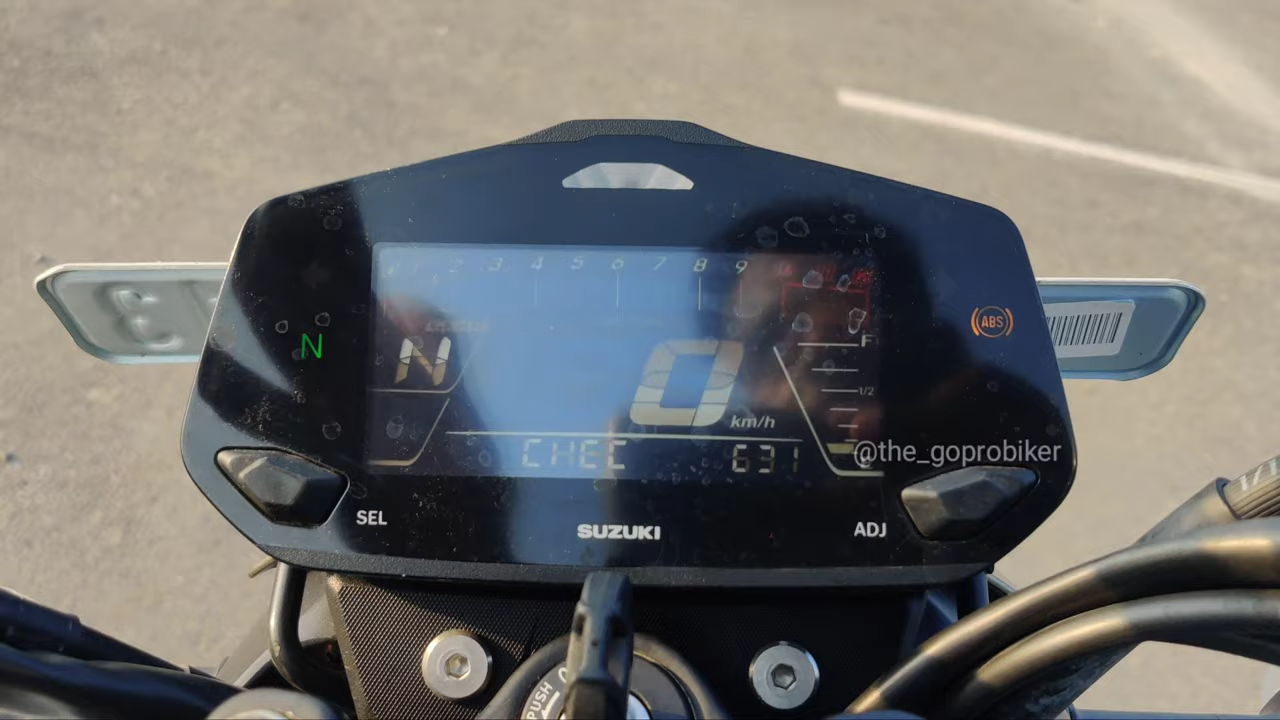 1 2 3 4 5 6 7 8 9
N
ABS
F
N
0
1/2
km/h
CHEC 631
@the_goprobiker
SEL
SUZUKI
ADJ
PUSH